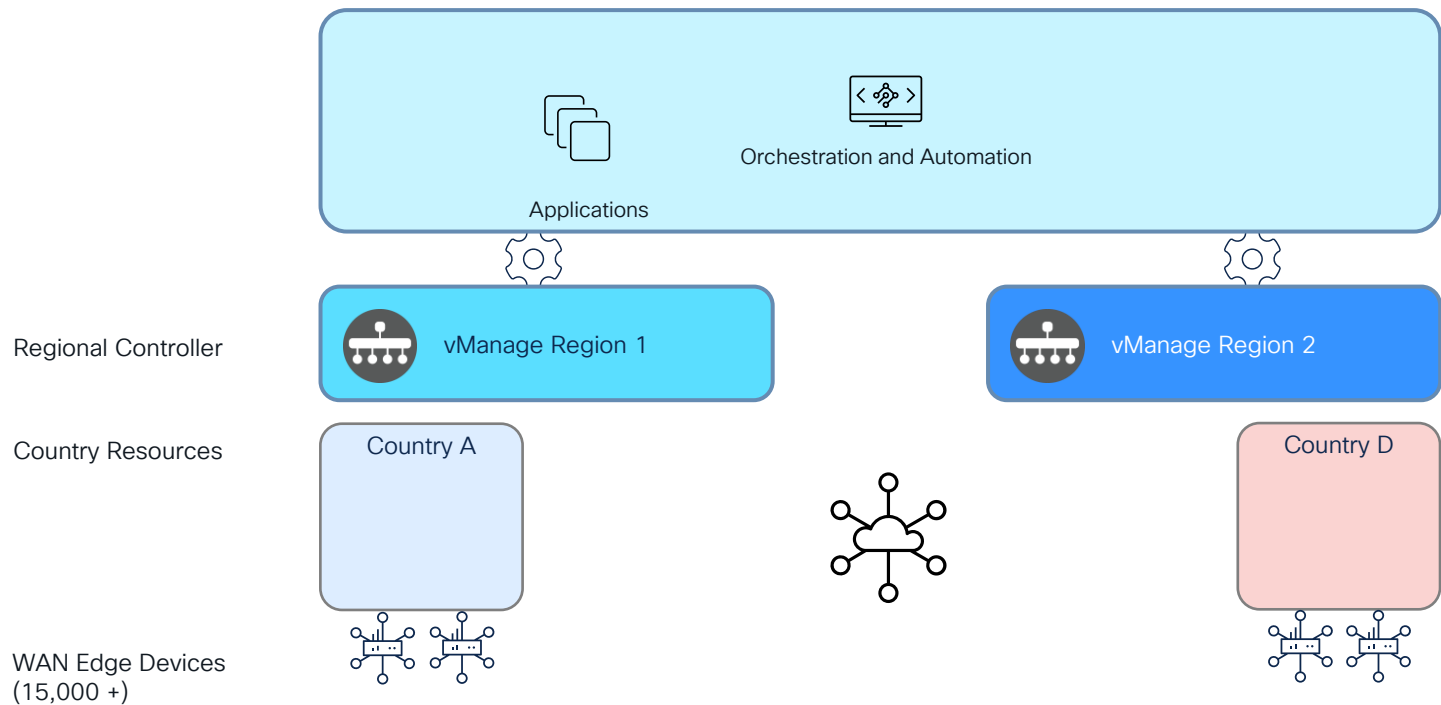 Orchestration and Automation
Applications
Regional Controller
vManage Region 1
vManage Region 2
Country Resources
Country A
Country D
WAN Edge Devices
(15,000 +)